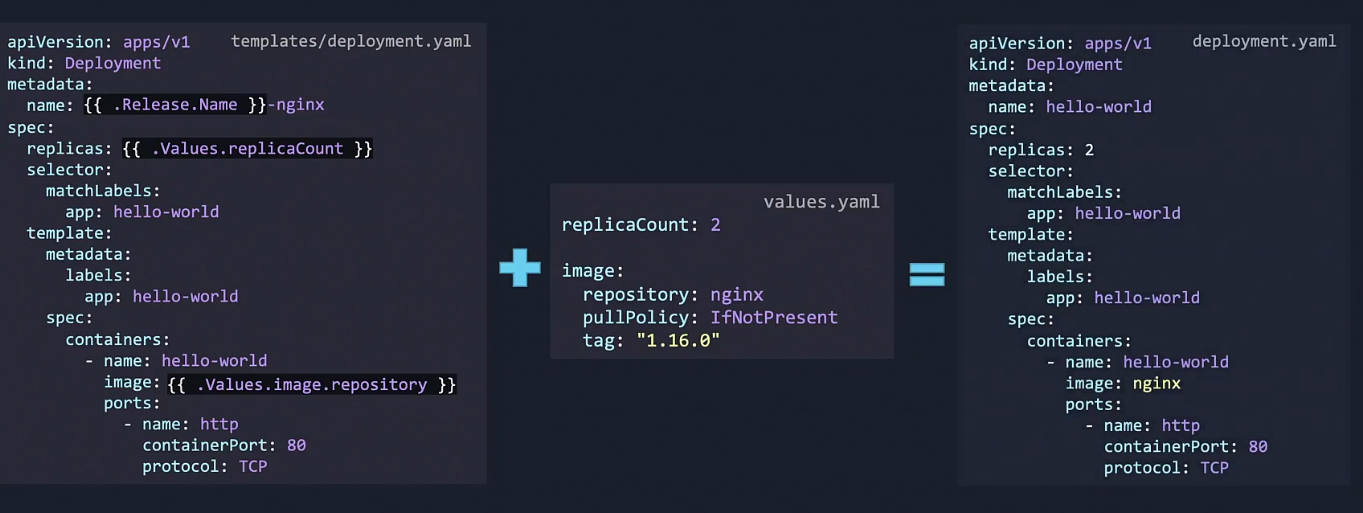 apiVersion: apps/v1 templates/deployment.yaml
kind: Deployment
metadata:
  name: {{ .Release.Name }}-nginx
spec:
  replicas: {{ .Values.replicaCount }}
  selector:
    matchLabels:
      app: hello-world
  template:
    metadata:
      labels:
        app: hello-world
    spec:
      containers:
        - name: hello-world
          image: {{ .Values.image.repository }}
          ports:
            - name: http
              containerPort: 80
              protocol: TCP
values.yaml
replicaCount: 2
image:
  repository: nginx
  pullPolicy: IfNotPresent
  tag: "1.16.0"
apiVersion: apps/v1 deployment.yaml
kind: Deployment
metadata:
  name: hello-world
spec:
  replicas: 2
  selector:
    matchLabels:
      app: hello-world
  template:
    metadata:
      labels:
        app: hello-world
    spec:
      containers:
        - name: hello-world
          image: nginx
          ports:
            - name: http
              containerPort: 80
              protocol: TCP